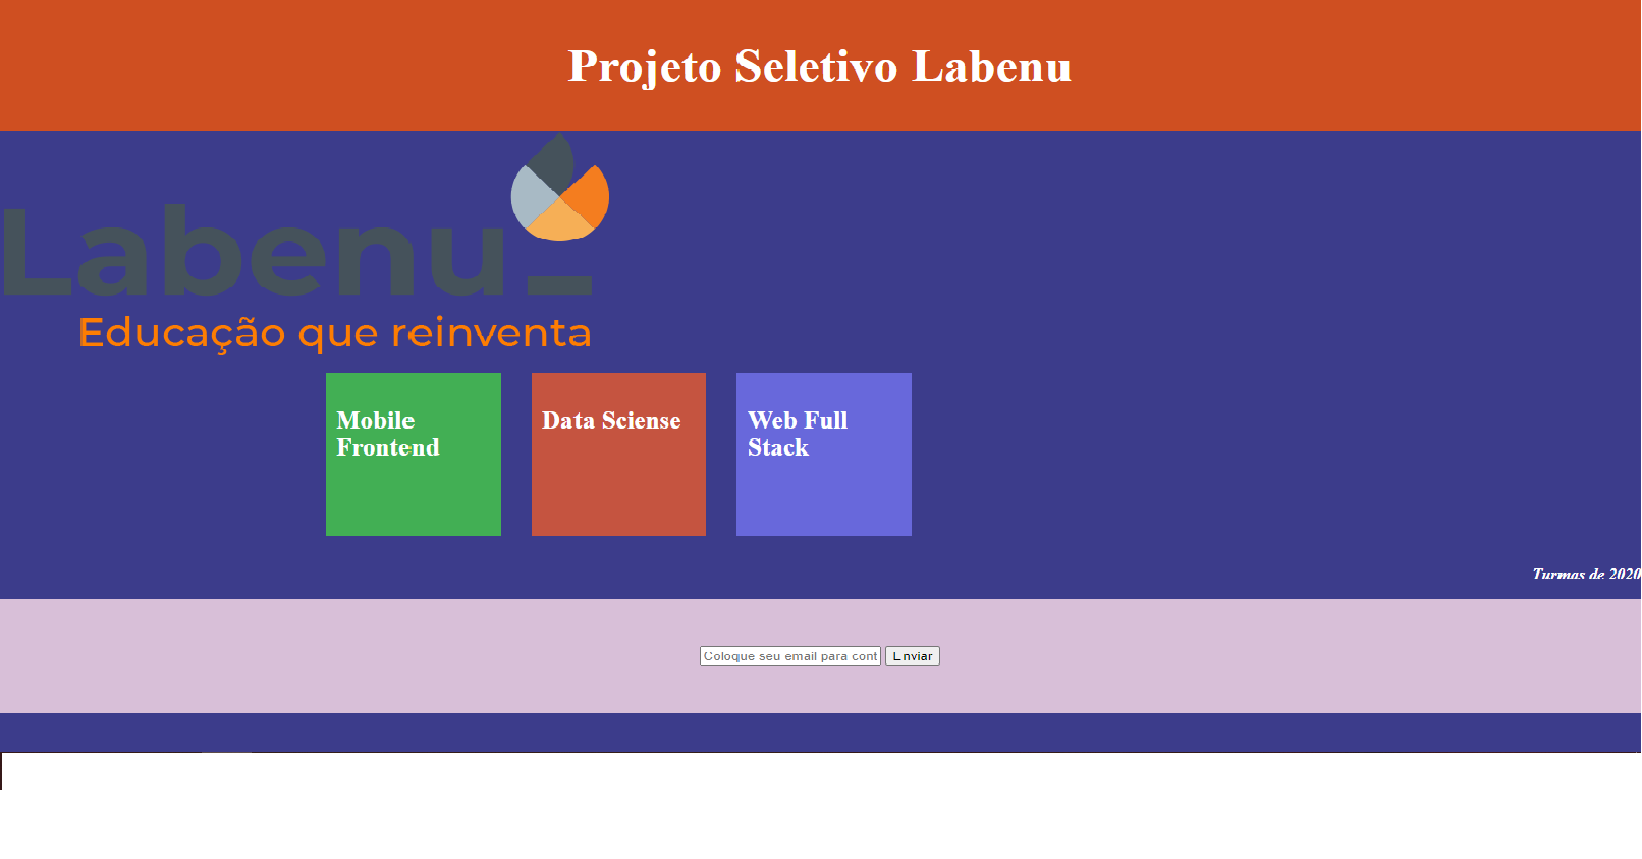 Projeto Seletivo Labenu
Labenu_
Educação que reinventa
Mobile
Frontend
Data Sciense
Web Full
Stack
Turmas de 2020
Coloque seu email para cont
Enviar